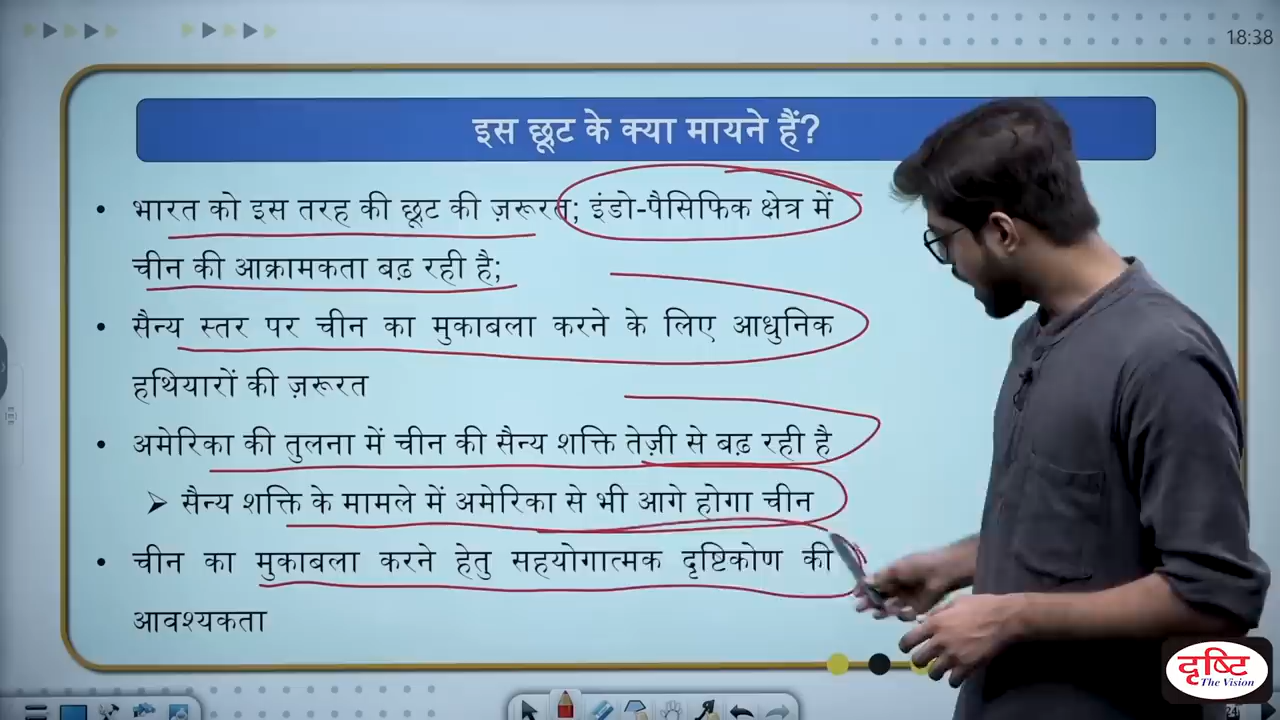 18:38
इस छूट के क्या मायने हैं?
• भारत को इस तरह की छूट की ज़रूरत; इंडो-पैसिफिक क्षेत्र में
चीन की आक्रामकता बढ़ रही है;
• सैन्य स्तर पर चीन का मुकाबला करने के लिए आधुनिक
हथियारों की ज़रूरत
• अमेरिका की तुलना में चीन की सैन्य शक्ति तेज़ी से बढ़ रही है
➢ सैन्य शक्ति के मामले में अमेरिका से भी आगे होगा चीन
• चीन का मुकाबला करने हेतु सहयोगात्मक दृष्टिकोण की
आवश्यकता
दृष्टि
The Vision
24